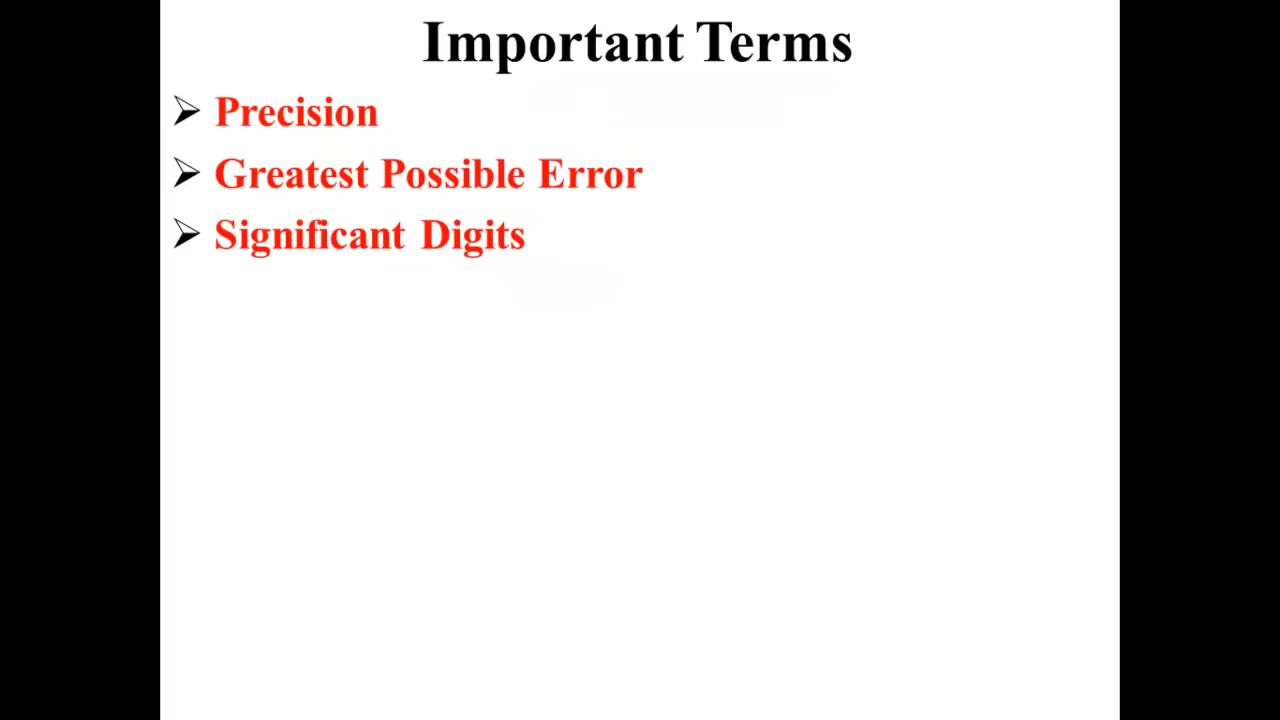 Important Terms
Precision
Greatest Possible Error
Significant Digits